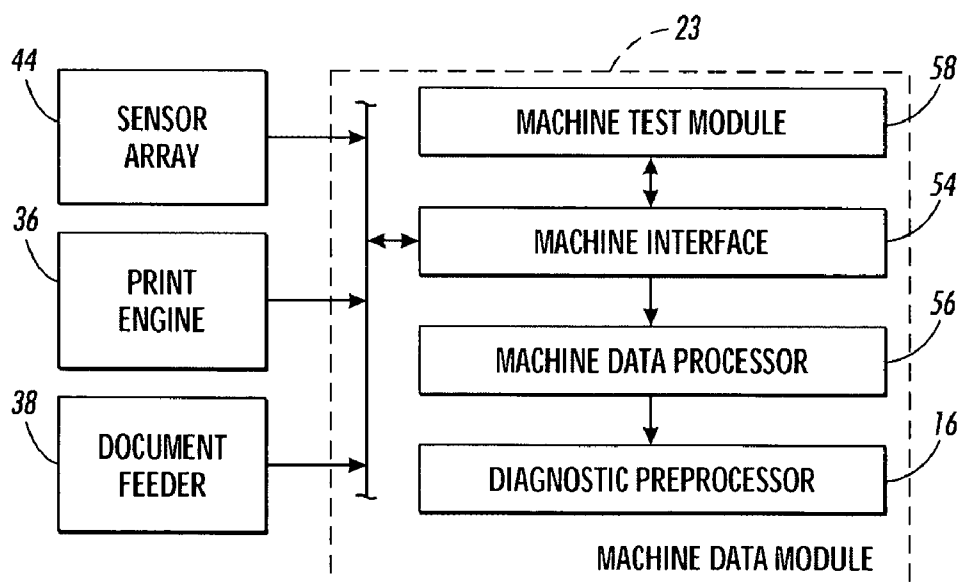 23
44
SENSOR
ARRAY
58
MACHINE TEST MODULE
36
PRINT
ENGINE
54
MACHINE INTERFACE
56
MACHINE DATA PROCESSOR
38
DOCUMENT
FEEDER
16
DIAGNOSTIC PREPROCESSOR
MACHINE DATA MODULE